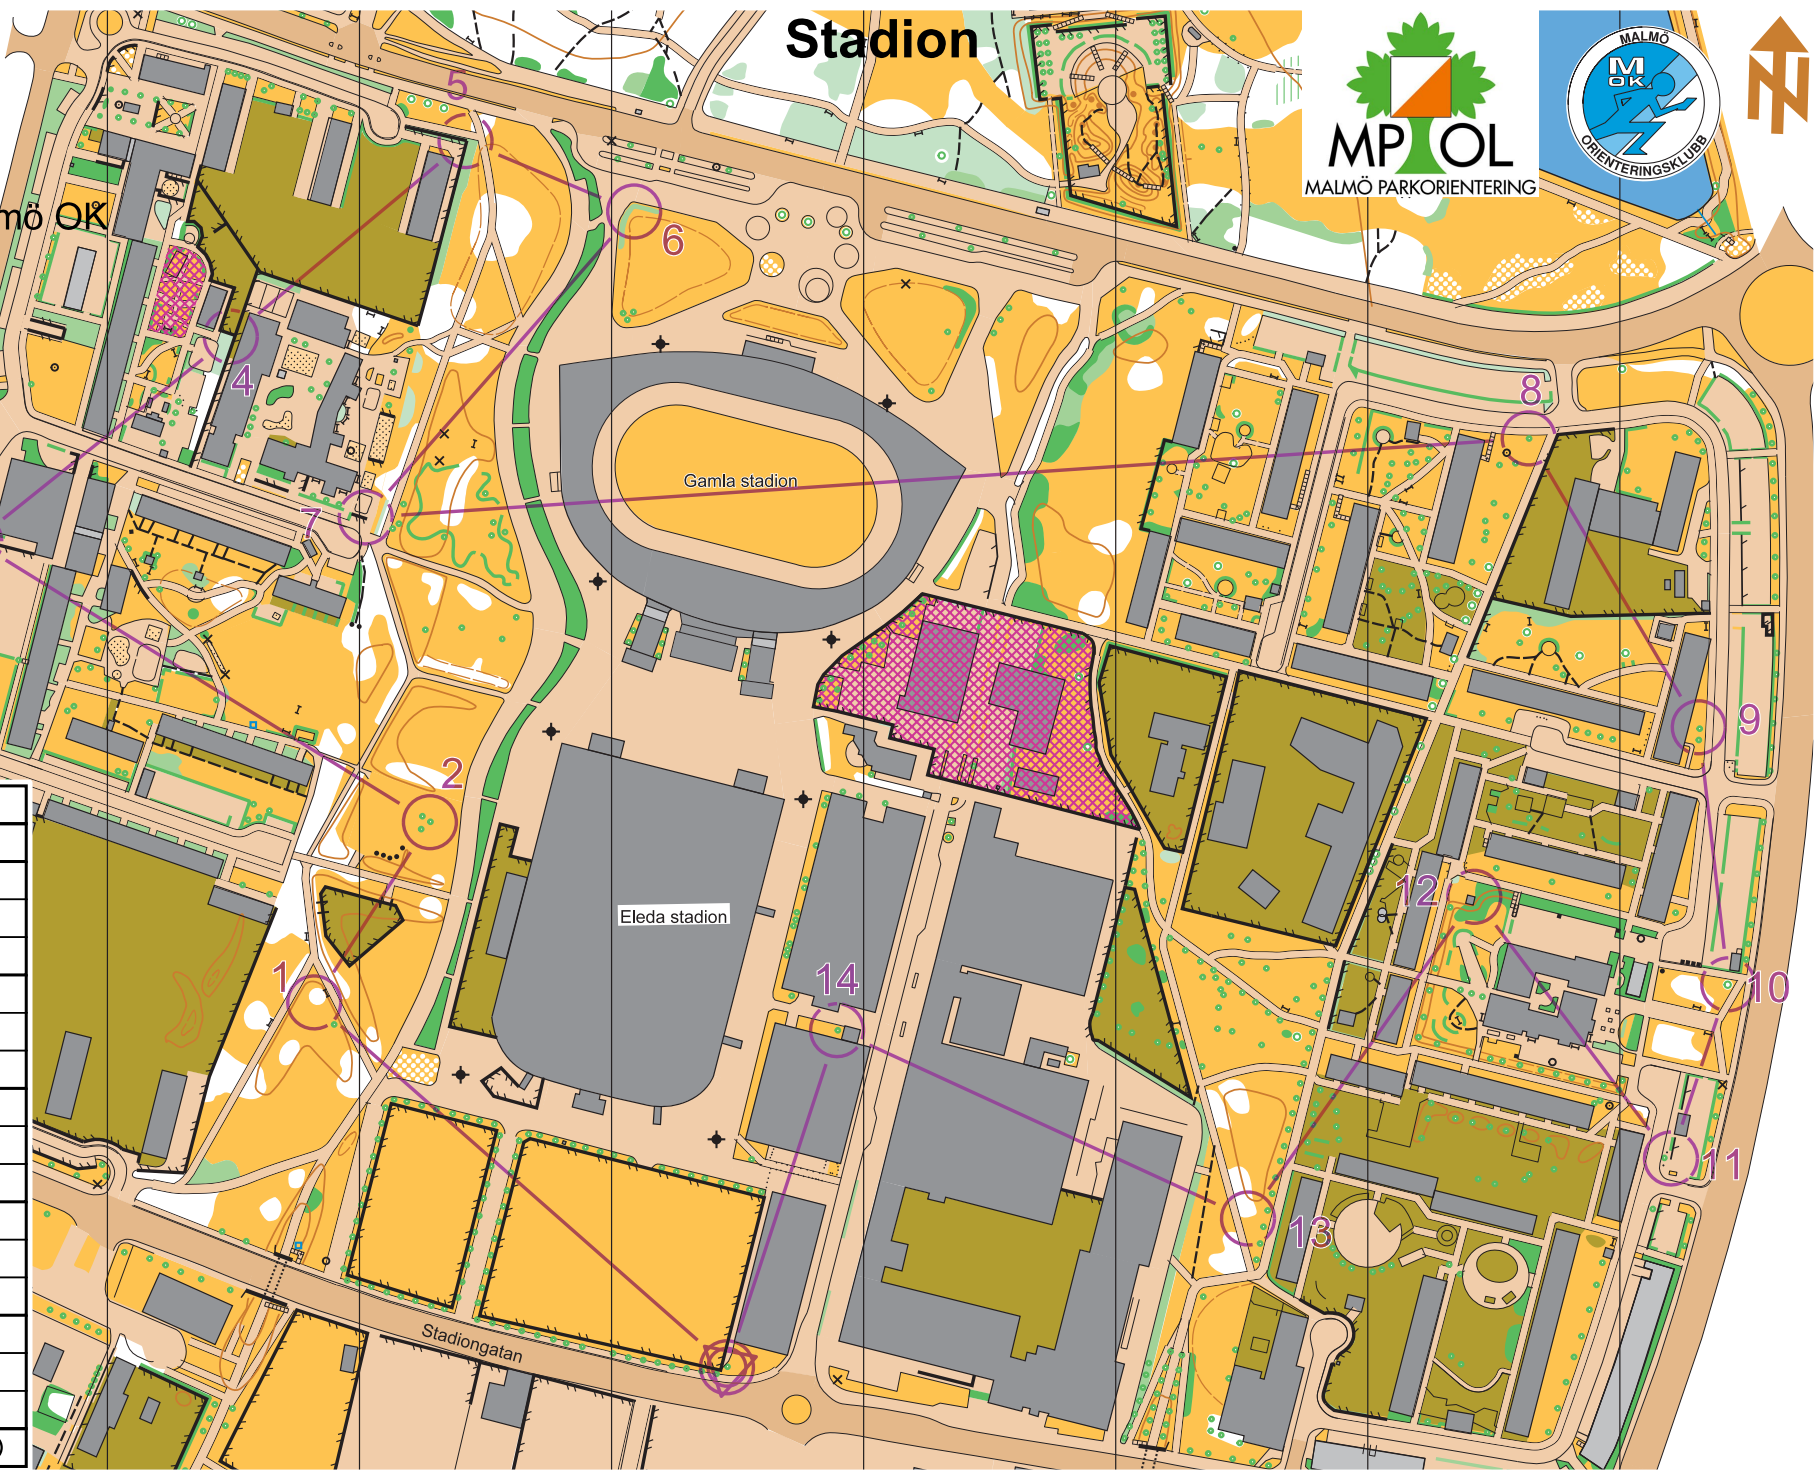 Stadion
MPOL
MALMÖ PARKORIENTERING
MALMÖ
M
OK
ORIENTERINGSKLUBB
N
mö OK
5
6
4
8
7
Gamla stadion
9
2
Eleda stadion
12
1
14
10
11
13
Stadiongatan